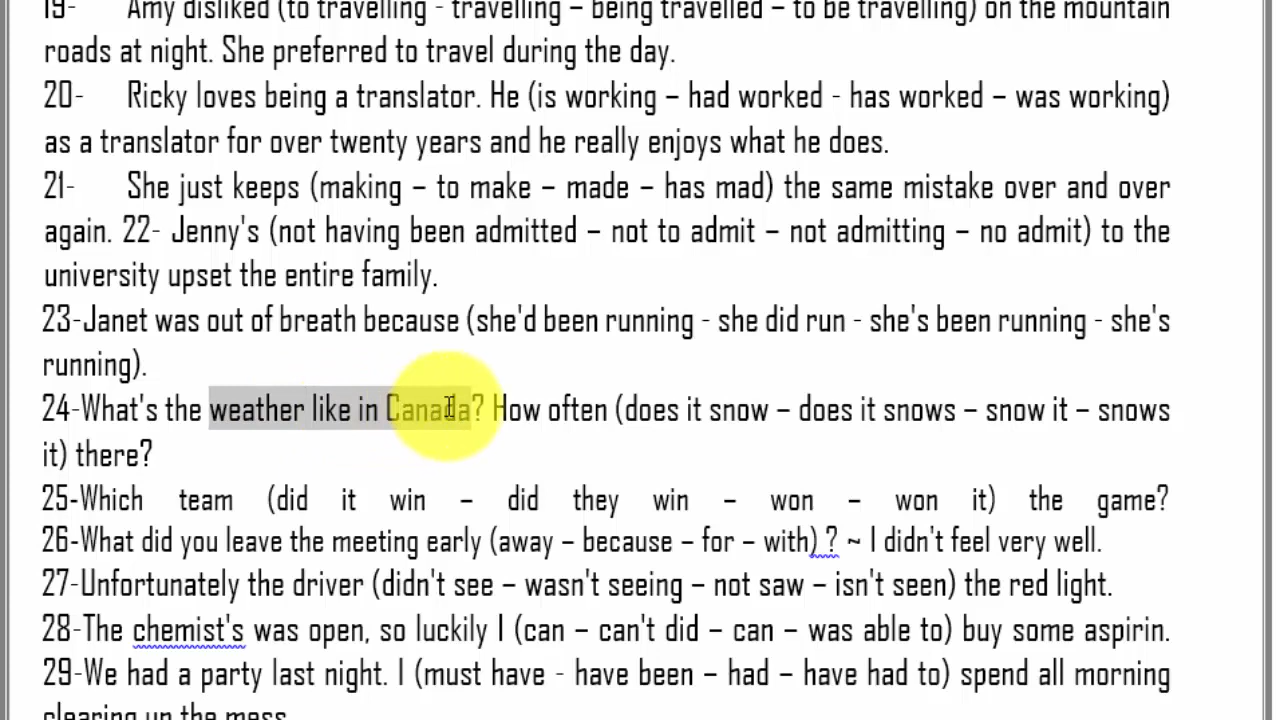 19- Amy disliked (to travelling - travelling – being travelled – to be travelling) on the mountain
roads at night. She preferred to travel during the day.
20- Ricky loves being a translator. He (is working – had worked - has worked – was working)
as a translator for over twenty years and he really enjoys what he does.
21- She just keeps (making – to make – made – has mad) the same mistake over and over
again. 22- Jenny's (not having been admitted – not to admit – not admitting – no admit) to the
university upset the entire family.
23-Janet was out of breath because (she'd been running - she did run - she's been running - she's
running).
24-What's the weather like in Canada? How often (does it snow – does it snows – snow it – snows
it) there?
25-Which team (did it win – did they win – won – won it) the game?
26-What did you leave the meeting early (away – because – for – with) ? ~ I didn't feel very well.
27-Unfortunately the driver (didn't see – wasn't seeing – not saw – isn't seen) the red light.
28-The chemist's was open, so luckily I (can – can't did – can – was able to) buy some aspirin.
29-We had a party last night. I (must have - have been – had – have had to) spend all morning
clearing up the mess